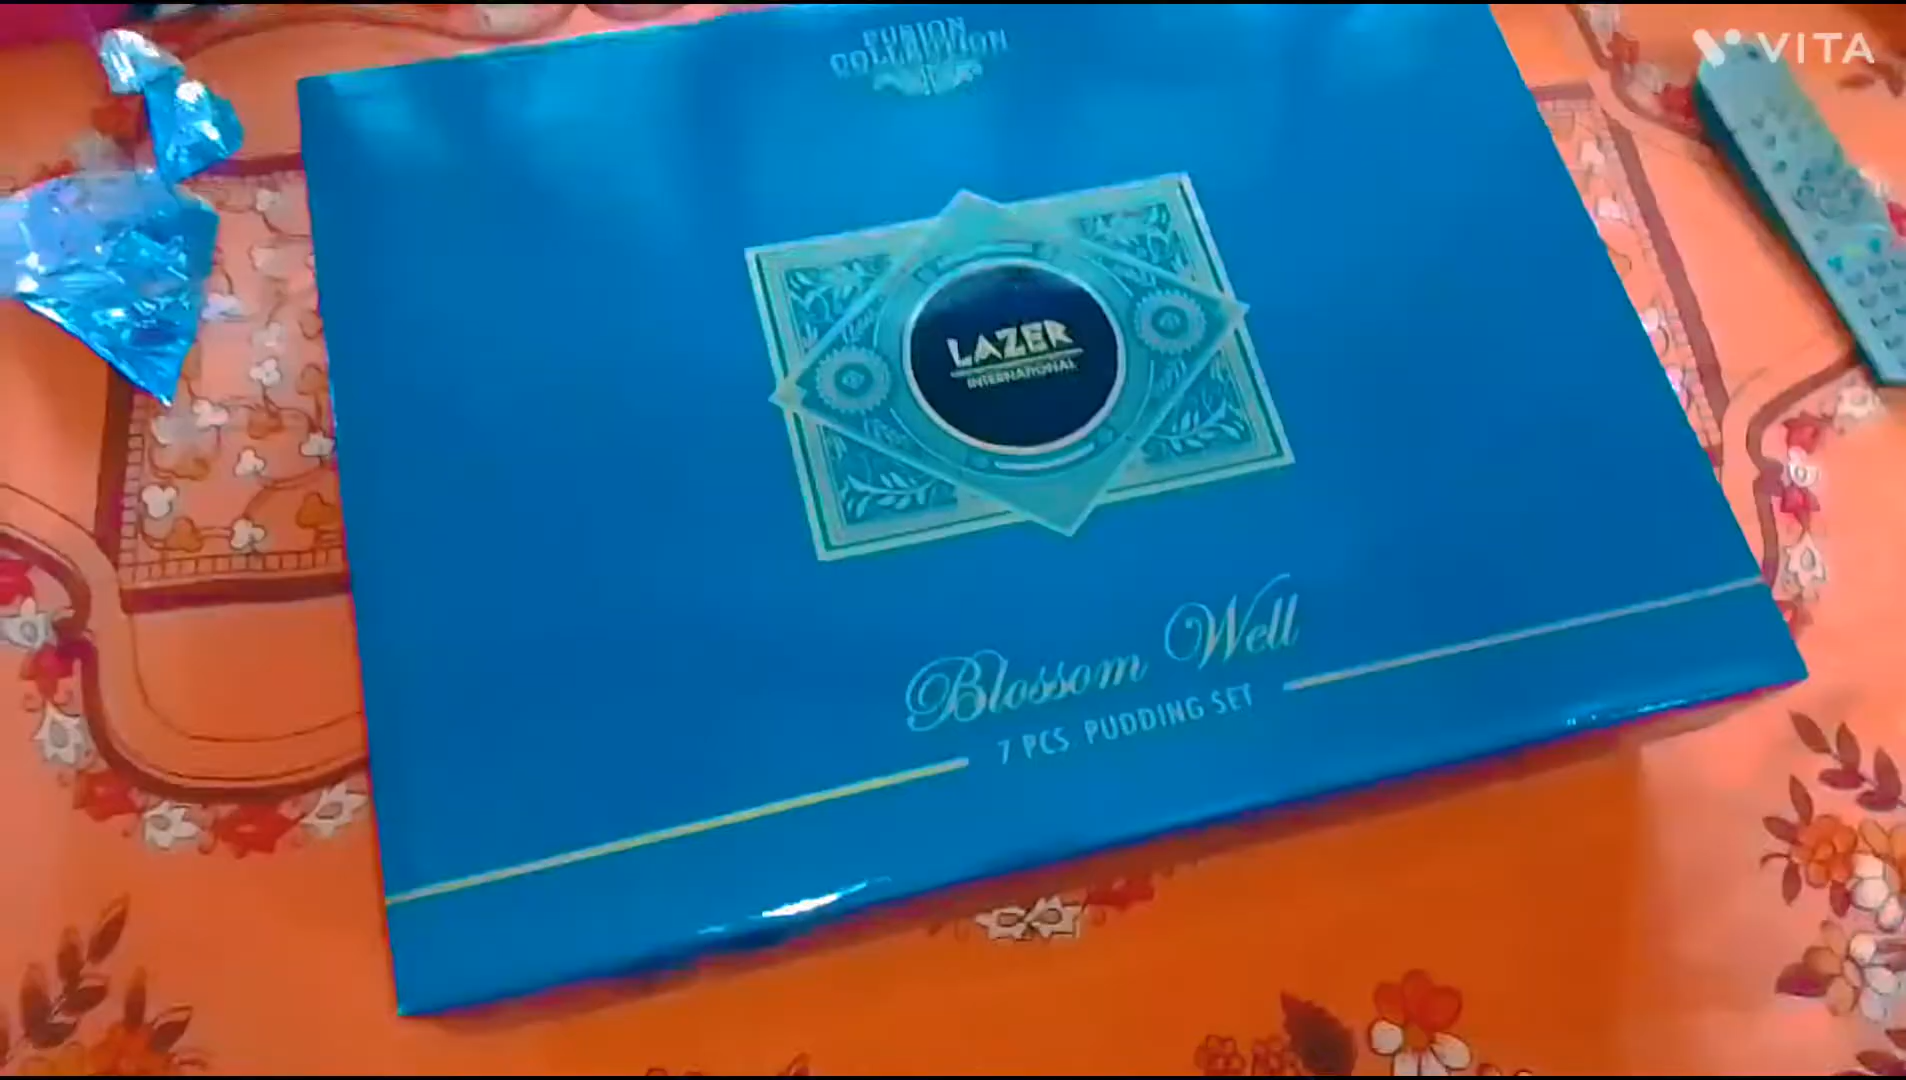 FUSION
COLLECTION
VITA
LAZER
INTERNATIONAL
Blossom Well
7 PCS PUDDING SET